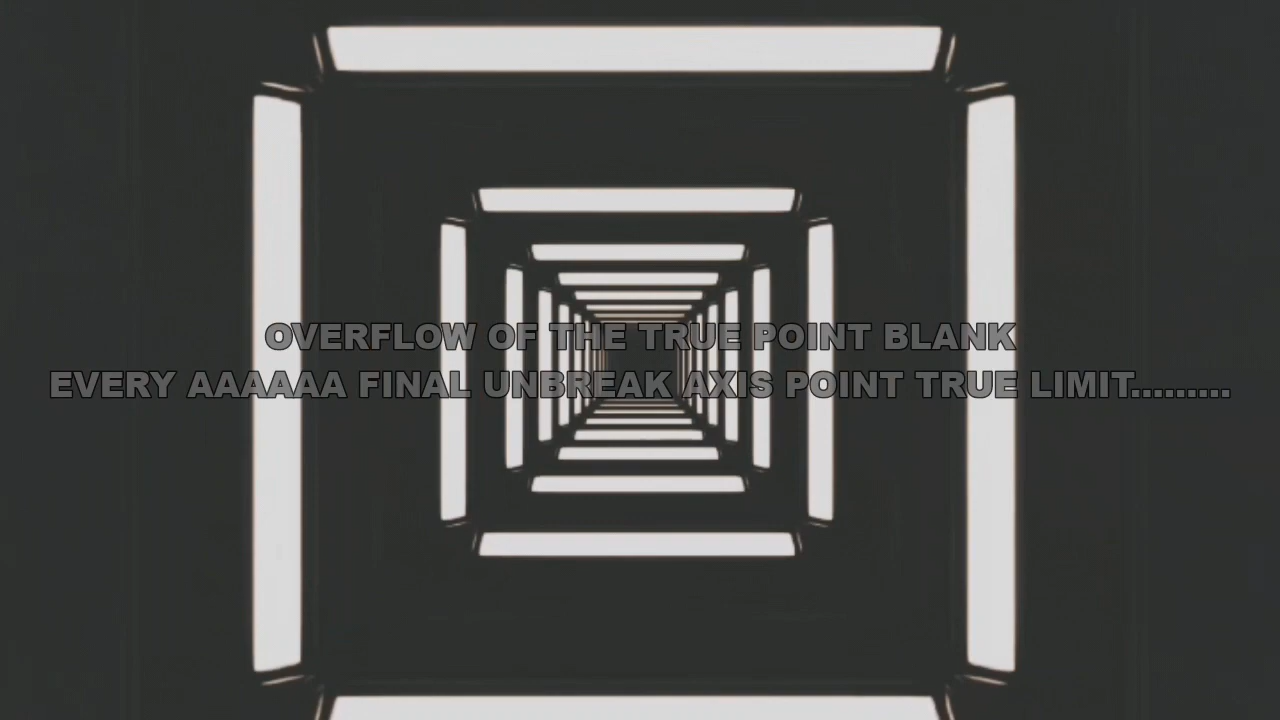 OVERFLOW OF THE TRUE POINT BLANK
EVERY AAAAAA FINAL UNBREAK AXIS POINT TRUE LIMIT.........